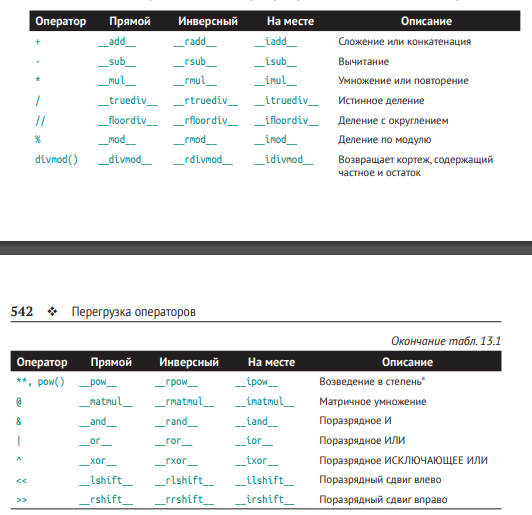 Оператор Прямой Инверсный На месте Описание
+ __add__ __radd__ __iadd__ Сложение или конкатенация
- __sub__ __rsub__ __isub__ Вычитание
* __mul__ __rmul__ __imul__ Умножение или повторение
/ __truediv__ __rtruediv__ __itruediv__ Истинное деление
// __floordiv__ __rfloordiv__ __ifloordiv__ Деление с округлением
% __mod__ __rmod__ __imod__ Деление по модулю
divmod() __divmod__ __rdivmod__ __idivmod__ Возвращает кортеж, содержащий
частное и остаток
542 ❖ Перегрузка операторов
Окончание табл. 13.1
Оператор Прямой Инверсный На месте Описание
**, pow() __pow__ __rpow__ __ipow__ Возведение в степень
@ __matmul__ __rmatmul__ __imatmul__ Матричное умножение
& __and__ __rand__ __iand__ Поразрядное И
| __or__ __ror__ __ior__ Поразрядное ИЛИ
^ __xor__ __rxor__ __ixor__ Поразрядное ИСКЛЮЧАЮЩЕЕ ИЛИ
<< __lshift__ __rlshift__ __ilshift__ Поразрядный сдвиг влево
>> __rshift__ __rrshift__ __irshift__ Поразрядный сдвиг вправо